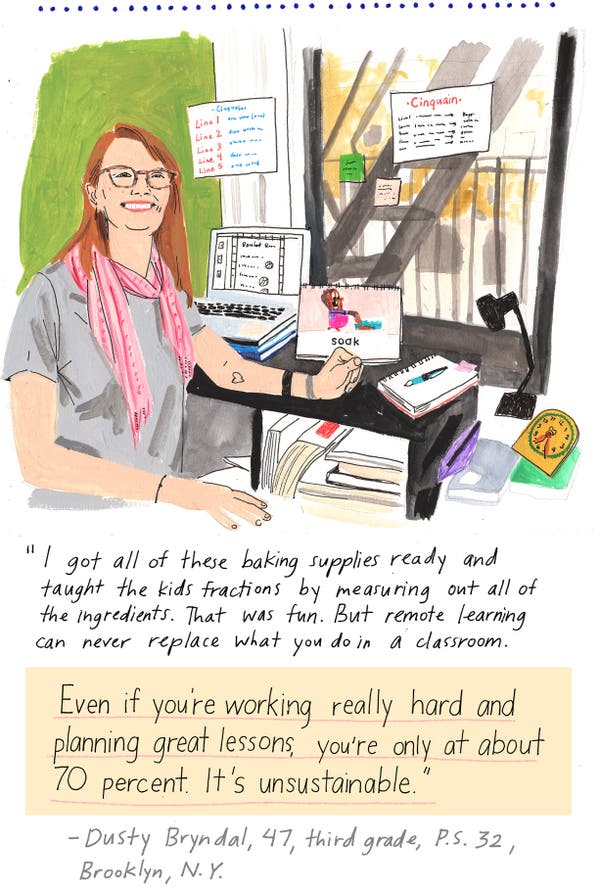 ·Cinquain·
Line 1
Line 2
Line 3
Line 4
Line 5
·Cinquain·
soak
"I got all of these baking supplies ready and
taught the kids fractions by measuring out all of
the ingredients. That was fun. But remote learning
can never replace what you do in a classroom.
Even if you're working really hard and
planning great lessons, you're only at about
70 percent. It's unsustainable."
– Dusty Bryndal, 47, third grade, P.S. 32,
Brooklyn, N.Y.